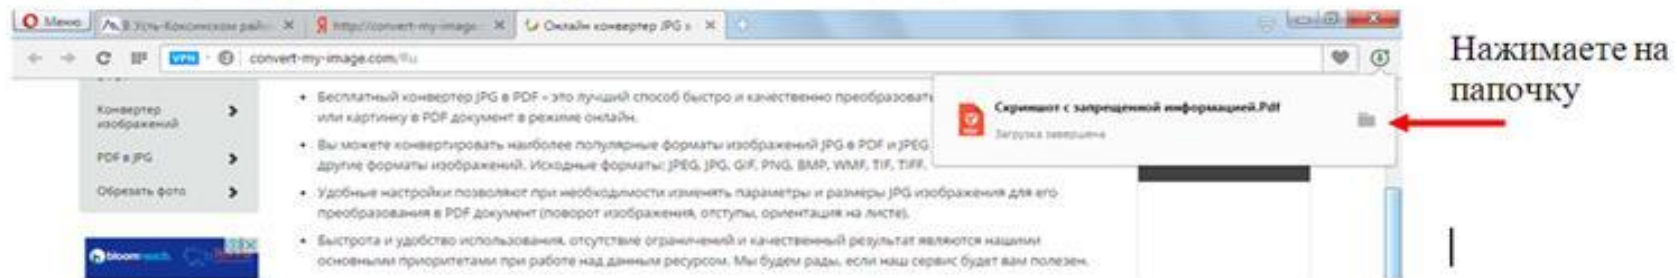 Меню
В Усть-Коксинском райо
http://convert-my-image
Онлайн конвертер JPG в
VPN
convert-my-image.com/#u
Нажимаете на
папочку
Конвертер
изображений
PDF в JPG
Обрезать фото
bloomreach
Бесплатный конвертер JPG в PDF – это лучший способ быстро и качественно преобразовать
или картинку в PDF документ в режиме онлайн.
Вы можете конвертировать наиболее популярные форматы изображений JPG в PDF и JPEG
другие форматы изображений. Исходные форматы: JPEG, JPG, GIF, PNG, BMP, WMF, TIF, TIFF.
Удобные настройки позволяют при необходимости изменять параметры и размеры JPG изображения для его
преобразования в PDF документ (поворот изображения, отступы, ориентация на листе).
Быстрота и удобство использования, отсутствие ограничений и качественный результат являются нашими
основными приоритетами при работе над данным ресурсом. Мы будем рады, если наш сервис будет вам полезен.
Скриншот с запрещенной информацией.Pdf
Загрузка завершена